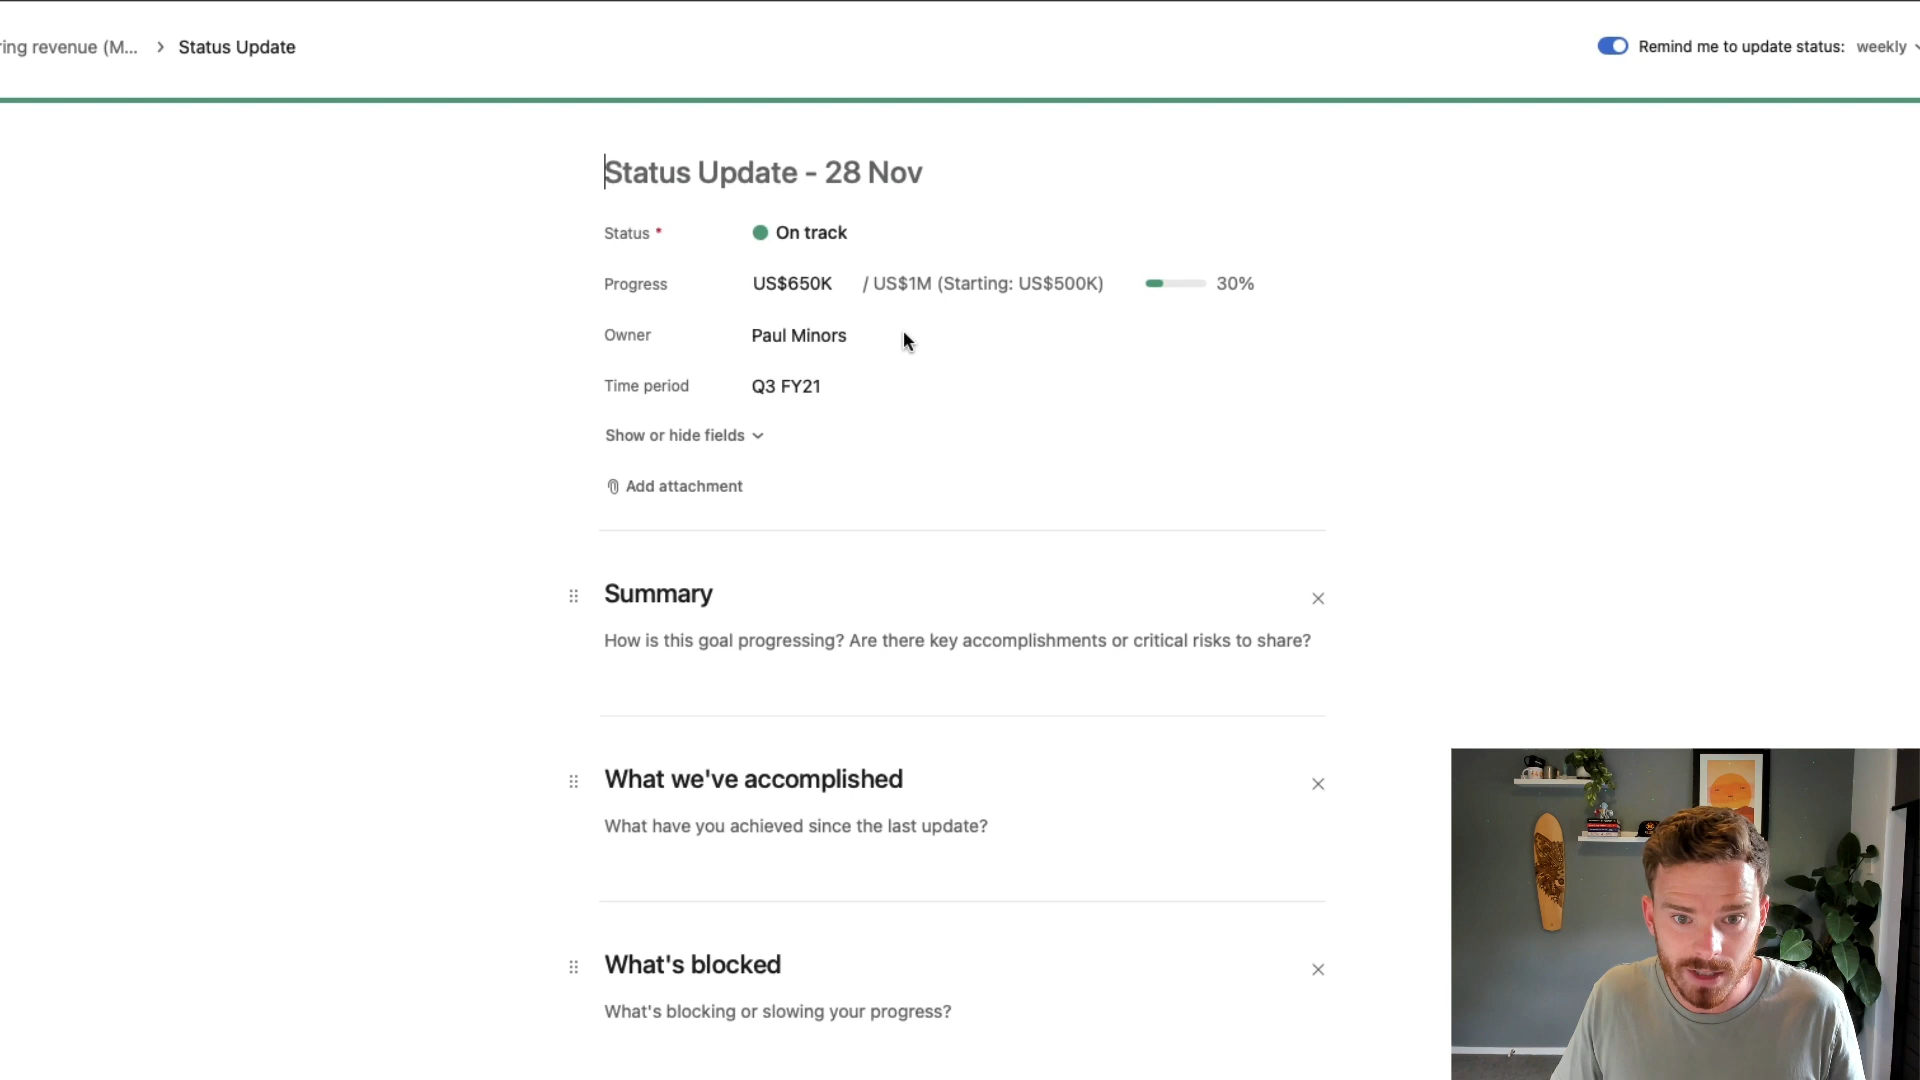 ring revenue (M... > Status Update
Remind me to update status: weekly
Status Update - 28 Nov
Status *
On track
Progress
US$650K / US$1M (Starting: US$500K) 30%
Owner
Paul Minors
Time period
Q3 FY21
Show or hide fields
Add attachment
Summary
How is this goal progressing? Are there key accomplishments or critical risks to share?
What we've accomplished
What have you achieved since the last update?
What's blocked
What's blocking or slowing your progress?